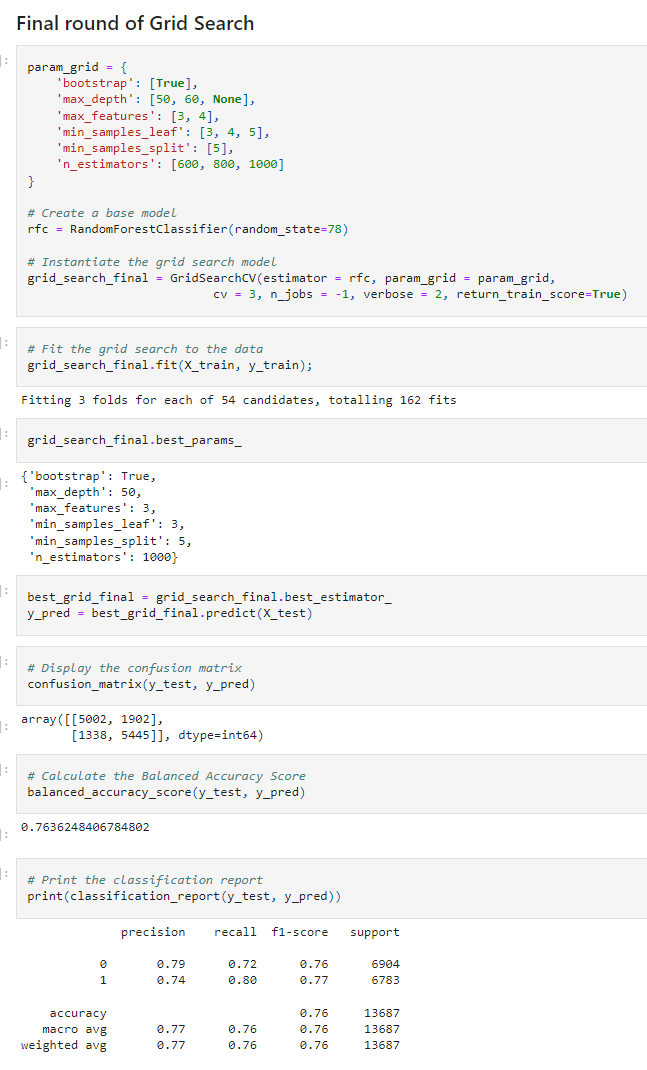 Final round of Grid Search
]:
param_grid = {
    'bootstrap': [True],
    'max_depth': [50, 60, None],
    'max_features': [3, 4],
    'min_samples_leaf': [3, 4, 5],
    'min_samples_split': [5],
    'n_estimators': [600, 800, 1000]
}
# Create a base model
rfc = RandomForestClassifier(random_state=78)
# Instantiate the grid search model
grid_search_final = GridSearchCV(estimator = rfc, param_grid = param_grid,
                          cv = 3, n_jobs = -1, verbose = 2, return_train_score=True)
]:
# Fit the grid search to the data
grid_search_final.fit(X_train, y_train);
Fitting 3 folds for each of 54 candidates, totalling 162 fits
]:
grid_search_final.best_params_
]:
{'bootstrap': True,
 'max_depth': 50,
 'max_features': 3,
 'min_samples_leaf': 3,
 'min_samples_split': 5,
 'n_estimators': 1000}
]:
best_grid_final = grid_search_final.best_estimator_
y_pred = best_grid_final.predict(X_test)
]:
# Display the confusion matrix
confusion_matrix(y_test, y_pred)
]:
array([[5002, 1902],
       [1338, 5445]], dtype=int64)
]:
# Calculate the Balanced Accuracy Score
balanced_accuracy_score(y_test, y_pred)
]:
0.7636248406784802
]:
# Print the classification report
print(classification_report(y_test, y_pred))
              precision    recall  f1-score   support
           0       0.79      0.72      0.76      6904
           1       0.74      0.80      0.77      6783
    accuracy                           0.76     13687
   macro avg       0.77      0.76      0.76     13687
weighted avg       0.77      0.76      0.76     13687